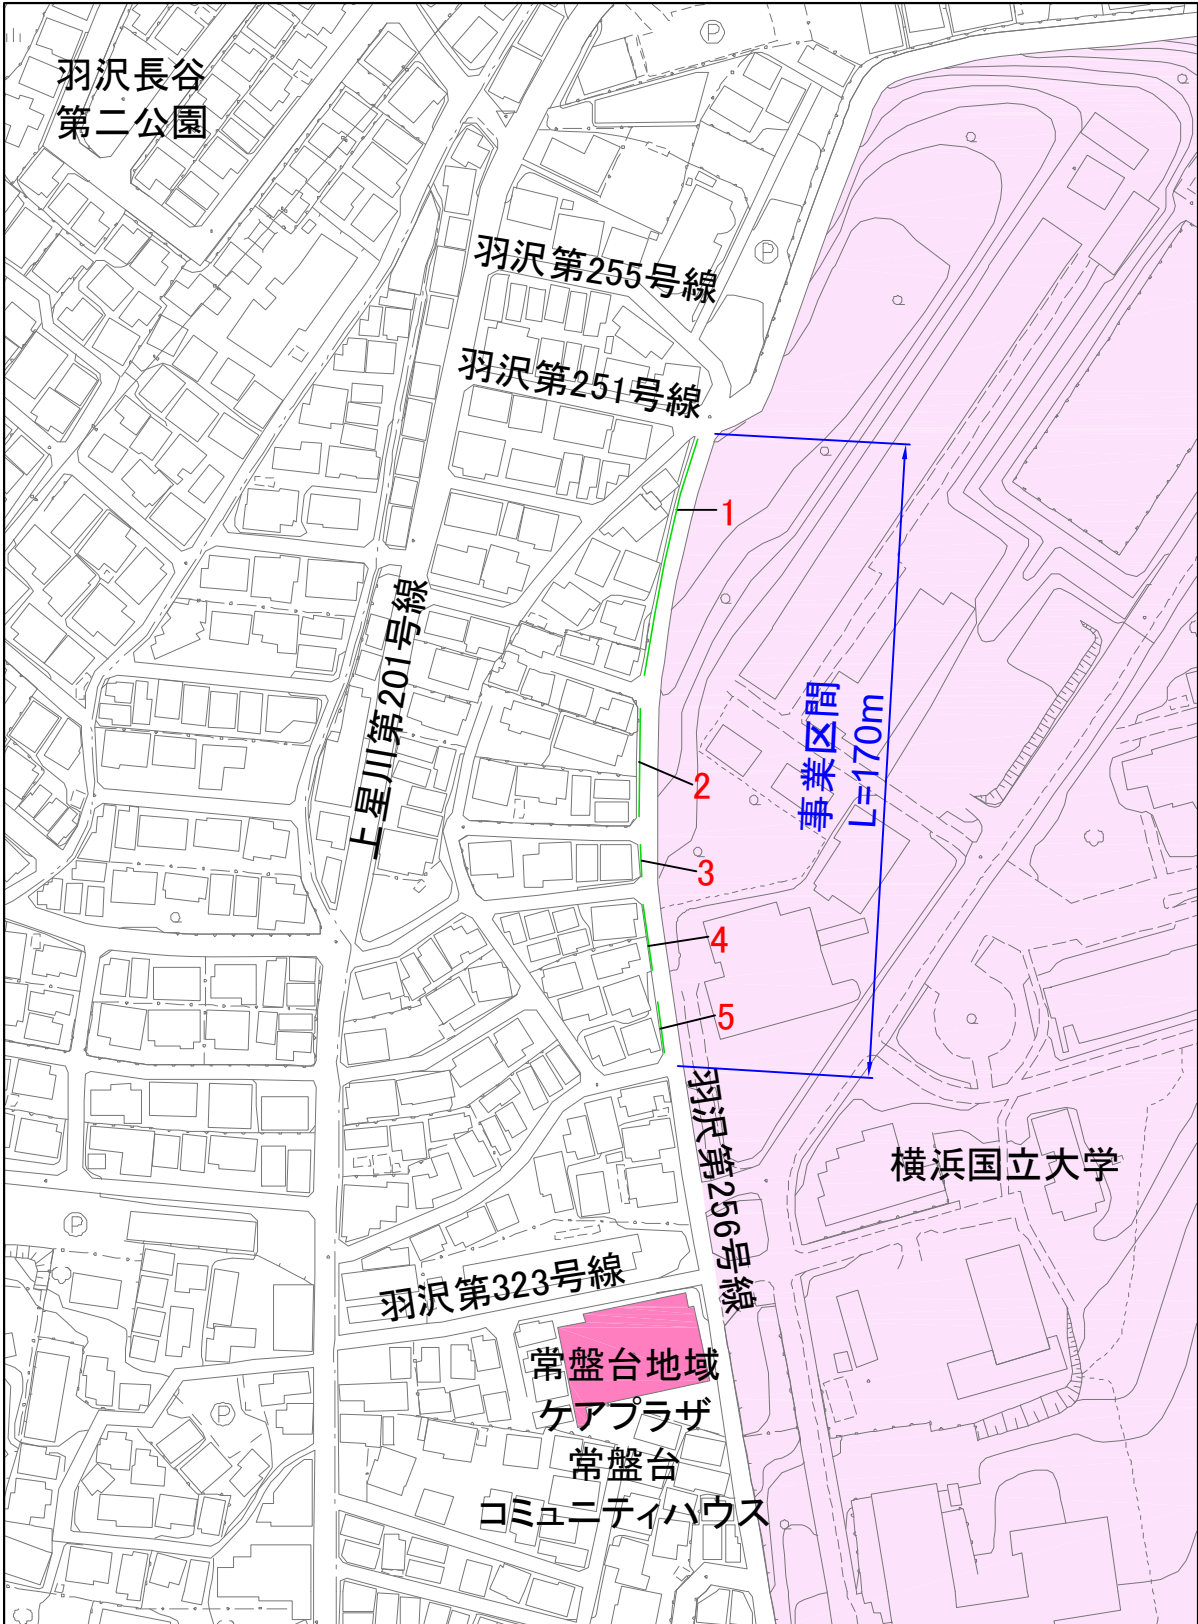 羽沢長谷
第二公園
P
P
羽沢第255号線
羽沢第251号線
1
上星川第201号線
事業区間
L=170m
2
3
4
5
羽沢第256号線
横浜国立大学
P
羽沢第323号線
常盤台地域
ケアプラザ
常盤台
コミュニティハウス
P